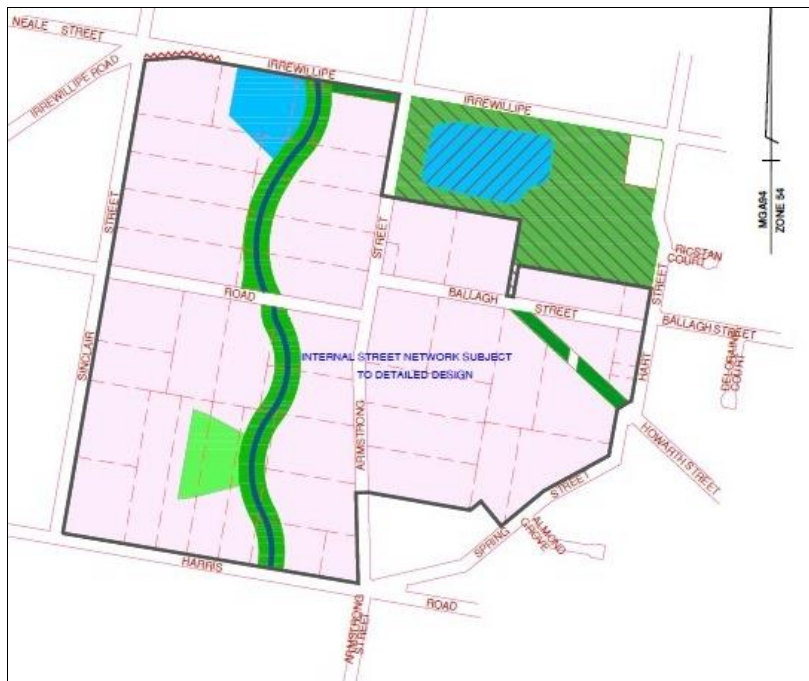 NEALE STREET
IRREWILLIPE ROAD
IRREWILLIPE
IRREWILLIPE
MGA94
ZONE 54
STREET
STREET
RICSTAN
COURT
STREET
ROAD
BALLAGH
STREET
BALLAGH STREET
SINCLAIR
INTERNAL STREET NETWORK SUBJECT
TO DETAILED DESIGN
HART
DELORAINE
COURT
ARMSTRONG
HOWARTH STREET
STREET
SPRING
ALMOND
GROVE
HARRIS
ROAD
ARMSTRONG
STREET